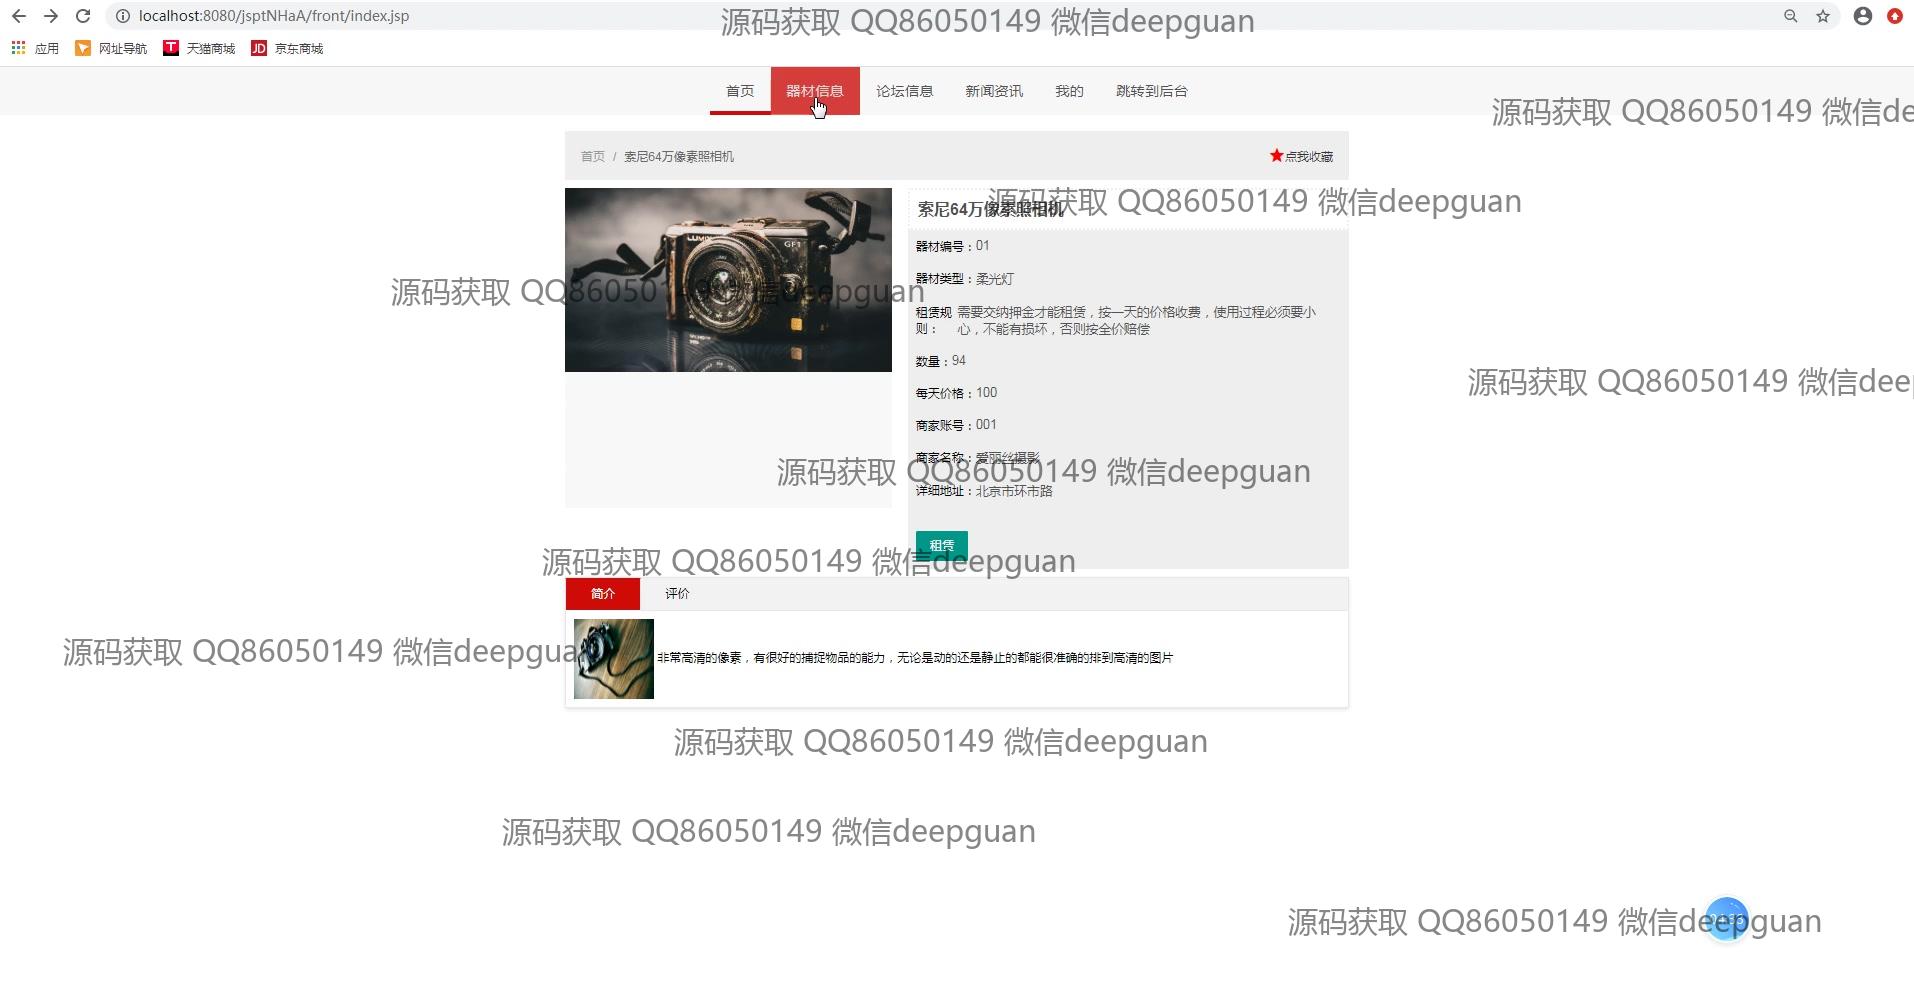 localhost:8080/jsptNHaA/front/index.jsp
源码获取 QQ86050149 微信deepguan
应用 网址导航 天猫商城 JD 京东商城
首页 器材信息 论坛信息 新闻资讯 我的 跳转到后台
源码获取 QQ86050149 微信dee
首页 / 索尼64万像素照相机
点我收藏
源码获取 QQ86050149 微信deepguan
索尼64万像素照相机
LUMIX GF1
器材编号：01
器材类型：柔光灯
源码获取 QQ86050149 微信deepguan
租赁规 需要交纳押金才能租赁，按一天的价格收费，使用过程必须要小
则： 心，不能有损坏，否则按全价赔偿
数量：94
源码获取 QQ86050149 微信deep
每天价格：100
商家账号：001
商家名称：爱丽丝摄影
源码获取 QQ86050149 微信deepguan
详细地址：北京市环市路
租赁
源码获取 QQ86050149 微信deepguan
简介 评价
源码获取 QQ86050149 微信deepgua
非常高清的像素，有很好的捕捉物品的能力，无论是动的还是静止的都能很准确的排到高清的图片
源码获取 QQ86050149 微信deepguan
源码获取 QQ86050149 微信deepguan
源码获取 QQ86050149 微信deepguan